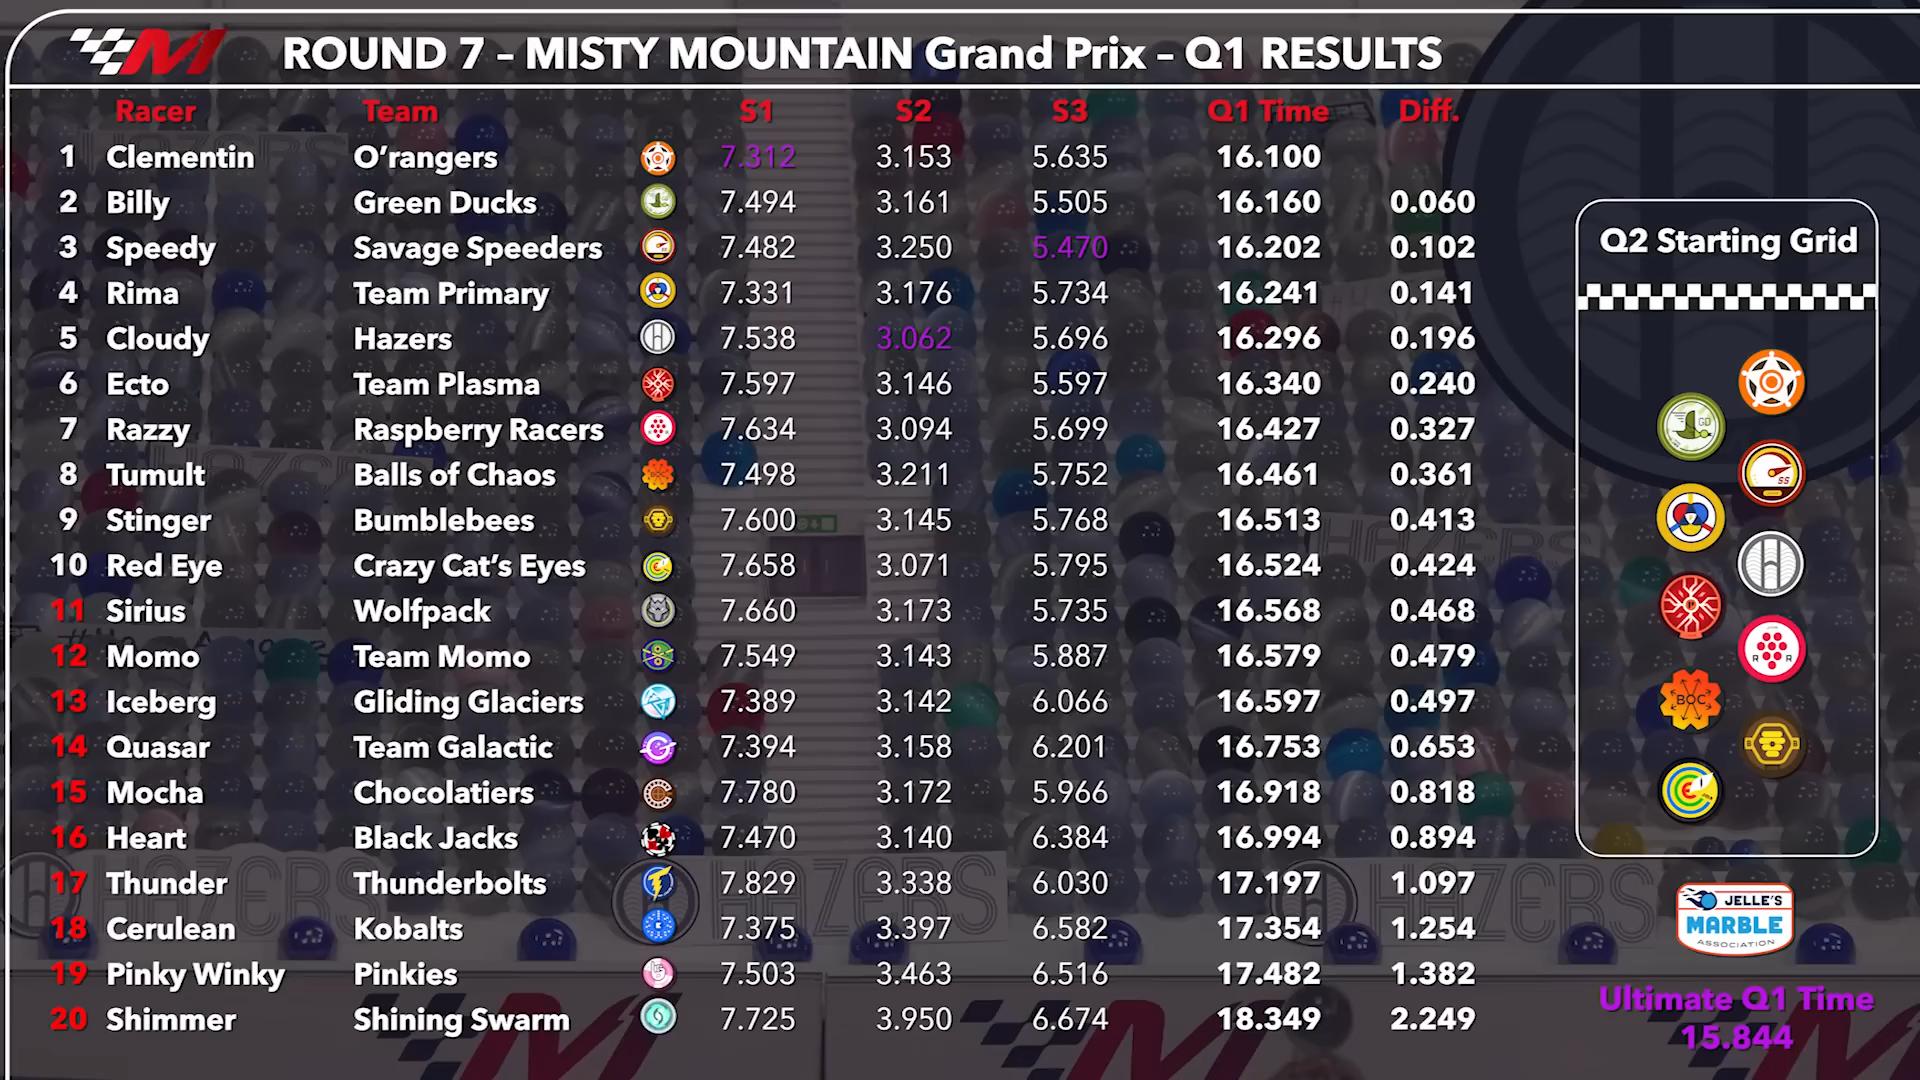 M1 ROUND 7 – MISTY MOUNTAIN Grand Prix – Q1 RESULTS
Racer Team S1 S2 S3 Q1 Time Diff.
1 Clementin O'rangers 7.312 3.153 5.635 16.100
2 Billy Green Ducks 7.494 3.161 5.505 16.160 0.060
3 Speedy Savage Speeders 7.482 3.250 5.470 16.202 0.102
4 Rima Team Primary 7.331 3.176 5.734 16.241 0.141
5 Cloudy Hazers 7.538 3.062 5.696 16.296 0.196
6 Ecto Team Plasma 7.597 3.146 5.597 16.340 0.240
7 Razzy Raspberry Racers 7.634 3.094 5.699 16.427 0.327
8 Tumult Balls of Chaos 7.498 3.211 5.752 16.461 0.361
9 Stinger Bumblebees 7.600 3.145 5.768 16.513 0.413
10 Red Eye Crazy Cat's Eyes 7.658 3.071 5.795 16.524 0.424
11 Sirius Wolfpack 7.660 3.173 5.735 16.568 0.468
12 Momo Team Momo 7.549 3.143 5.887 16.579 0.479
13 Iceberg Gliding Glaciers 7.389 3.142 6.066 16.597 0.497
14 Quasar Team Galactic 7.394 3.158 6.201 16.753 0.653
15 Mocha Chocolatiers 7.780 3.172 5.966 16.918 0.818
16 Heart Black Jacks 7.470 3.140 6.384 16.994 0.894
17 Thunder Thunderbolts 7.829 3.338 6.030 17.197 1.097
18 Cerulean Kobalts 7.375 3.397 6.582 17.354 1.254
19 Pinky Winky Pinkies 7.503 3.463 6.516 17.482 1.382
20 Shimmer Shining Swarm 7.725 3.950 6.674 18.349 2.249
Q2 Starting Grid
GD
SS
P
R R
BOC
JELLE'S
MARBLE
ASSOCIATION
Ultimate Q1 Time
15.844
HAZERS HAZERS HAZERS